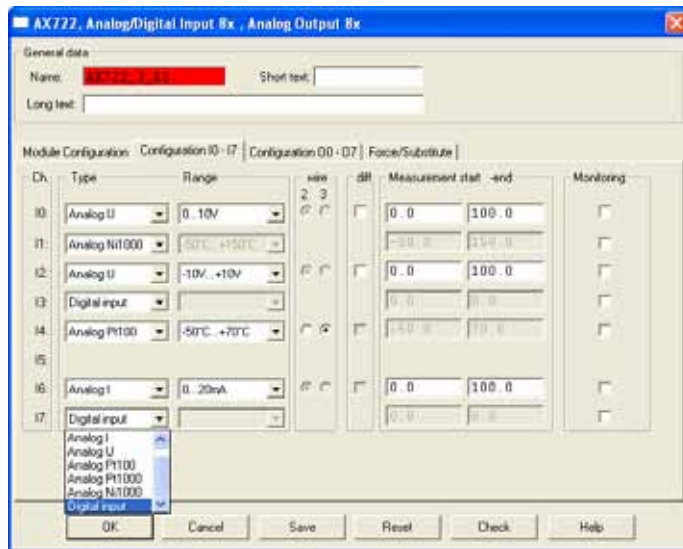 AX722, Analog/Digital Input 8x , Analog Output 8x
General data
Name: Short text:
Long text:
Module Configuration Configuration I0 - I7 Configuration O0 - O7 Force/Substitute
Ch. Type Range wire diff Measurement start -end Monitoring
2 3
I0: Analog U 0..10V 0.0 100.0
I1: Analog Ni1000 -50°C..+150°C
I2: Analog U -10V..+10V 0.0 100.0
I3: Digital input 0.0 0.0
I4: Analog Pt100 -50°C..+70°C -50.0 70.0
I5:
I6: Analog I 0..20mA 0.0 100.0
I7: Digital input 0.0 0.0
Analog I
Analog U
Analog Pt100
Analog Pt1000
Analog Ni1000
Digital input
OK Cancel Save Reset Check Help